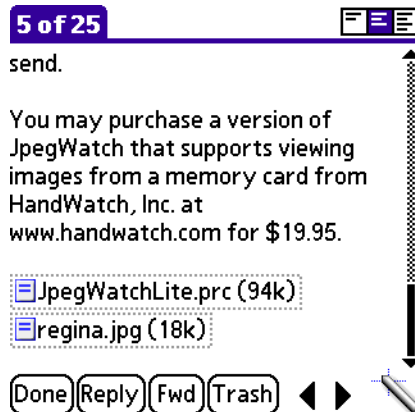 5 of 25
send.
You may purchase a version of
JpegWatch that supports viewing
images from a memory card from
HandWatch, Inc. at
www.handwatch.com for $19.95.
JpegWatchLite.prc (94k)
regina.jpg (18k)
Done Reply Fwd Trash